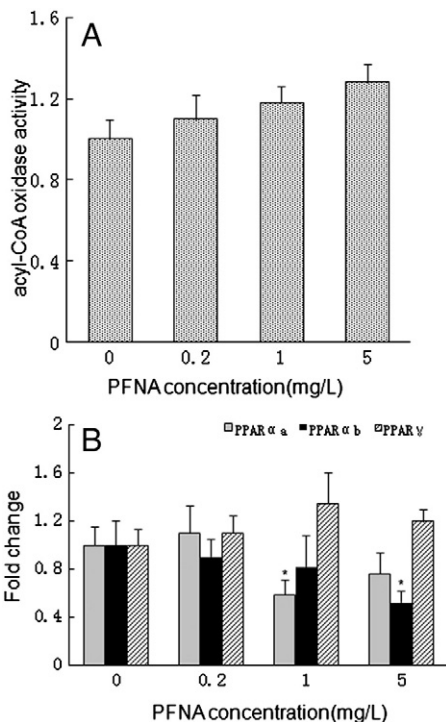 A
1.6
1.2
0.8
0.4
0
acyl-CoA oxidase activity
0 0.2 1 5
PFNA concentration(mg/L)
B
PPARαa PPARαb PPARγ
2
1.6
1.2
0.8
0.4
0
Fold change
* *
0 0.2 1 5
PFNA concentration(mg/L)